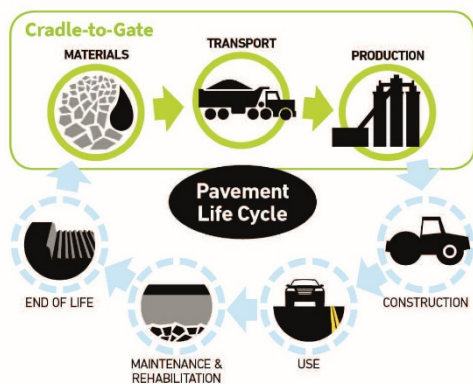 Cradle-to-Gate
MATERIALS
TRANSPORT
PRODUCTION
Pavement
Life Cycle
CONSTRUCTION
USE
MAINTENANCE &
REHABILITATION
END OF LIFE